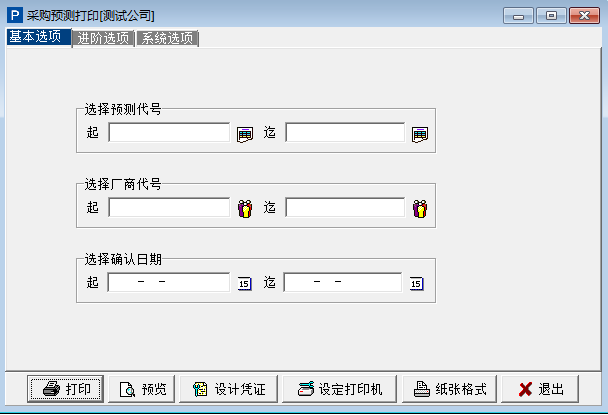 P 采购预测打印[测试公司]
基本选项 进阶选项 系统选项
选择预测代号
起 迄
选择厂商代号
起 迄
选择确认日期
起 - - 15 迄 - - 15
打印 预览 设计凭证 设定打印机 纸张格式 退出